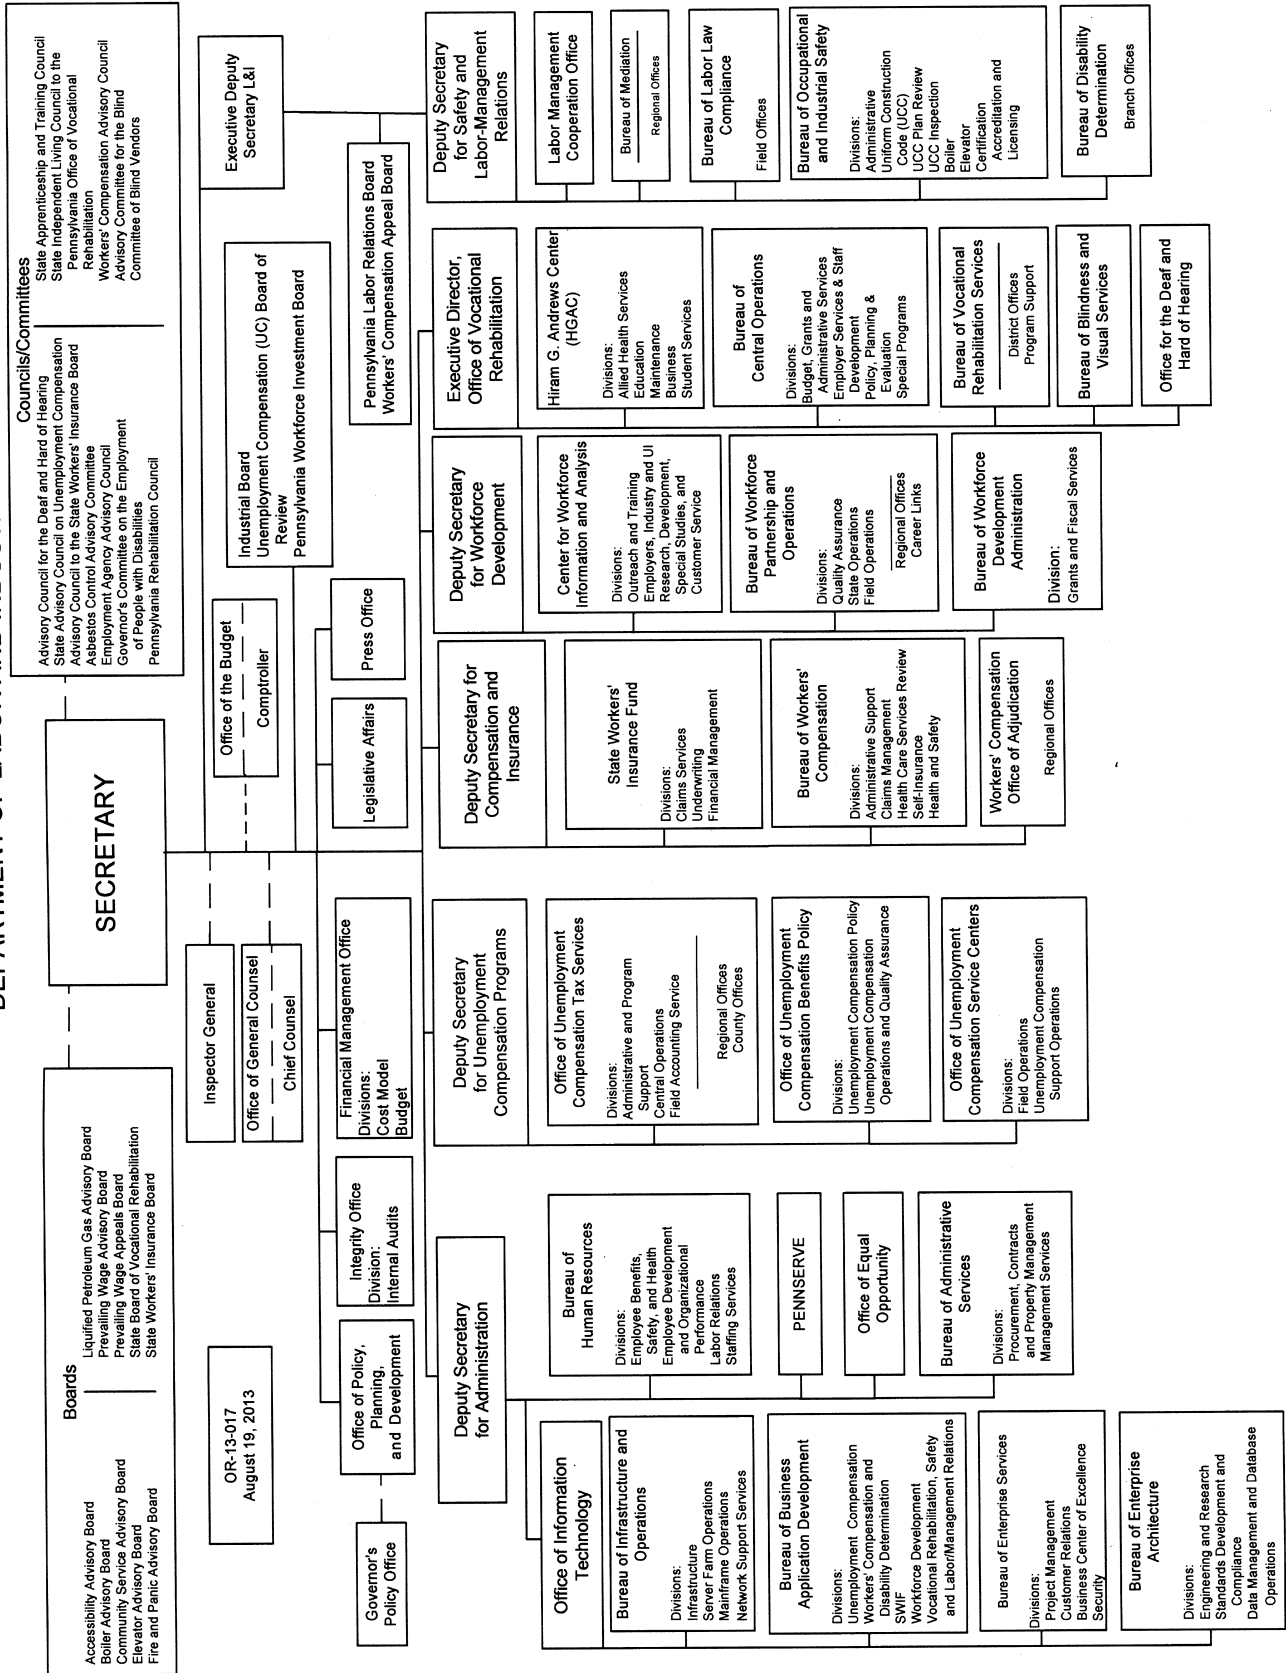 DEPARTMENT OF LABOR AND INDUSTRY
SECRETARY
Boards
Accessibility Advisory Board
Boiler Advisory Board
Community Service Advisory Board
Elevator Advisory Board
Fire and Panic Advisory Board
Liquified Petroleum Gas Advisory Board
Prevailing Wage Advisory Board
Prevailing Wage Appeals Board
State Board of Vocational Rehabilitation
State Workers' Insurance Board
Councils/Committees
Advisory Council for the Deaf and Hard of Hearing
State Advisory Council on Unemployment Compensation
Advisory Council to the State Workers' Insurance Board
Asbestos Control Advisory Committee
Employment Agency Advisory Council
Governor's Committee on the Employment
of People with Disabilities
Pennsylvania Rehabilitation Council
State Apprenticeship and Training Council
State Independent Living Council to the
Pennsylvania Office of Vocational
Rehabilitation
Workers' Compensation Advisory Council
Advisory Committee for the Blind
Committee of Blind Vendors
OR-13-017
August 19, 2013
Inspector General
Office of General Counsel
Chief Counsel
Office of the Budget
Comptroller
Executive Deputy
Secretary L&I
Industrial Board
Unemployment Compensation (UC) Board of
Review
Pennsylvania Workforce Investment Board
Governor's
Policy Office
Office of Policy,
Planning,
and Development
Integrity Office
Division:
Internal Audits
Financial Management Office
Divisions:
Cost Model
Budget
Legislative Affairs
Press Office
Pennsylvania Labor Relations Board
Workers' Compensation Appeal Board
Deputy Secretary
for Administration
Office of Information
Technology
Bureau of Infrastructure and
Operations
Divisions:
Infrastructure
Server Farm Operations
Mainframe Operations
Network Support Services
Bureau of Business
Application Development
Divisions:
Unemployment Compensation
Workers' Compensation and
Disability Determination
SWIF
Workforce Development
Vocational Rehabilitation, Safety
and Labor/Management Relations
Bureau of Enterprise Services
Divisions:
Project Management
Customer Relations
Business Center of Excellence
Security
Bureau of Enterprise
Architecture
Divisions:
Engineering and Research
Standards Development and
Compliance
Data Management and Database
Operations
Bureau of
Human Resources
Divisions:
Employee Benefits,
Safety, and Health
Employee Development
and Organizational
Performance
Labor Relations
Staffing Services
PENNSERVE
Office of Equal
Opportunity
Bureau of Administrative
Services
Divisions:
Procurement, Contracts
and Property Management
Management Services
Deputy Secretary
for Unemployment
Compensation Programs
Office of Unemployment
Compensation Tax Services
Divisions:
Administrative and Program
Support
Central Operations
Field Accounting Service
Regional Offices
County Offices
Office of Unemployment
Compensation Benefits Policy
Divisions:
Unemployment Compensation Policy
Unemployment Compensation
Operations and Quality Assurance
Office of Unemployment
Compensation Service Centers
Divisions:
Field Operations
Unemployment Compensation
Support Operations
Deputy Secretary for
Compensation and
Insurance
State Workers'
Insurance Fund
Divisions:
Claims Services
Underwriting
Financial Management
Bureau of Workers'
Compensation
Divisions:
Administrative Support
Claims Management
Health Care Services Review
Self-Insurance
Health and Safety
Workers' Compensation
Office of Adjudication
Regional Offices
Deputy Secretary
for Workforce
Development
Center for Workforce
Information and Analysis
Divisions:
Outreach and Training
Employers, Industry and UI
Research, Development,
Special Studies, and
Customer Service
Bureau of Workforce
Partnership and
Operations
Divisions:
Quality Assurance
State Operations
Field Operations
Regional Offices
Career Links
Bureau of Workforce
Development
Administration
Division:
Grants and Fiscal Services
Executive Director,
Office of Vocational
Rehabilitation
Hiram G. Andrews Center
(HGAC)
Divisions:
Allied Health Services
Education
Maintenance
Business
Student Services
Bureau of
Central Operations
Divisions:
Budget, Grants and
Administrative Services
Employer Services & Staff
Development
Policy, Planning &
Evaluation
Special Programs
Bureau of Vocational
Rehabilitation Services
District Offices
Program Support
Bureau of Blindness and
Visual Services
Office for the Deaf and
Hard of Hearing
Deputy Secretary
for Safety and
Labor-Management
Relations
Labor Management
Cooperation Office
Bureau of Mediation
Regional Offices
Bureau of Labor Law
Compliance
Field Offices
Bureau of Occupational
and Industrial Safety
Divisions:
Administrative
Uniform Construction
Code (UCC)
UCC Plan Review
UCC Inspection
Boiler
Elevator
Certification
Accreditation and
Licensing
Bureau of Disability
Determination
Branch Offices